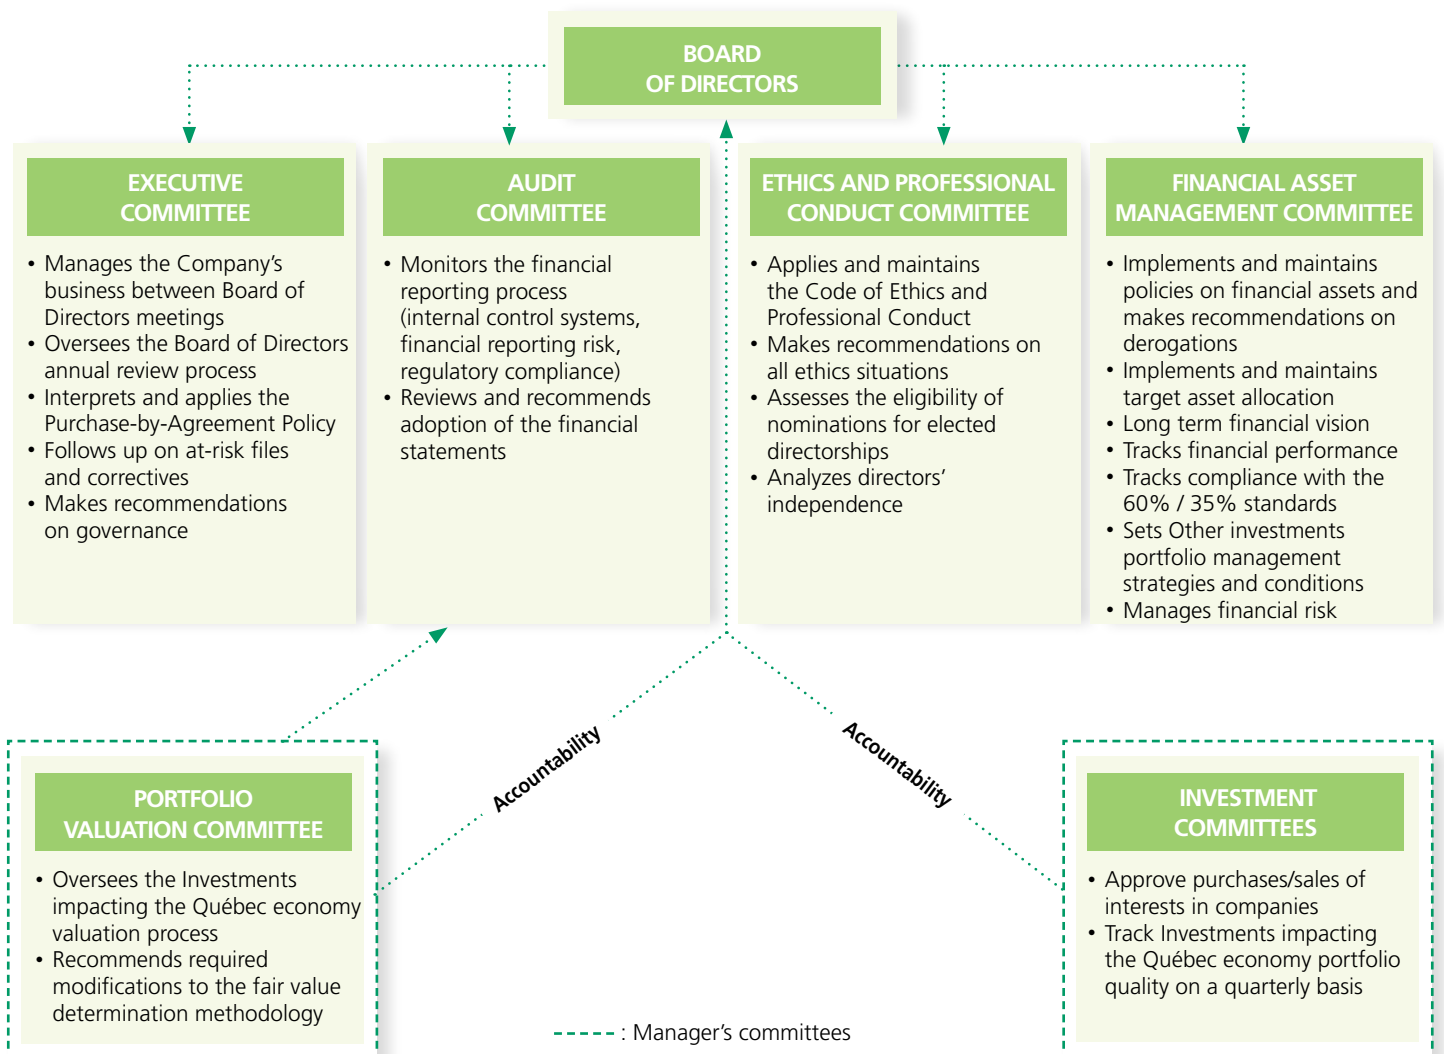 BOARD
OF DIRECTORS
EXECUTIVE
COMMITTEE
• Manages the Company's
business between Board of
Directors meetings
• Oversees the Board of Directors
annual review process
• Interprets and applies the
Purchase-by-Agreement Policy
• Follows up on at-risk files
and correctives
• Makes recommendations
on governance
AUDIT
COMMITTEE
• Monitors the financial
reporting process
(internal control systems,
financial reporting risk,
regulatory compliance)
• Reviews and recommends
adoption of the financial
statements
ETHICS AND PROFESSIONAL
CONDUCT COMMITTEE
• Applies and maintains
the Code of Ethics and
Professional Conduct
• Makes recommendations on
all ethics situations
• Assesses the eligibility of
nominations for elected
directorships
• Analyzes directors'
independence
FINANCIAL ASSET
MANAGEMENT COMMITTEE
• Implements and maintains
policies on financial assets and
makes recommendations on
derogations
• Implements and maintains
target asset allocation
• Long term financial vision
• Tracks financial performance
• Tracks compliance with the
60% / 35% standards
• Sets Other investments
portfolio management
strategies and conditions
• Manages financial risk
Accountability
Accountability
PORTFOLIO
VALUATION COMMITTEE
• Oversees the Investments
impacting the Québec economy
valuation process
• Recommends required
modifications to the fair value
determination methodology
INVESTMENT
COMMITTEES
• Approve purchases/sales of
interests in companies
• Track Investments impacting
the Québec economy portfolio
quality on a quarterly basis
: Manager's committees